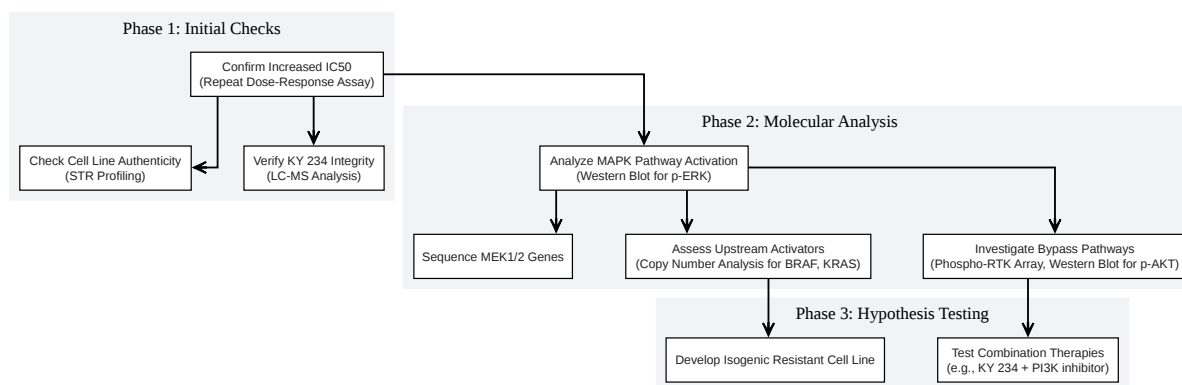 Phase 1: Initial Checks
Confirm Increased IC50
(Repeat Dose-Response Assay)
Check Cell Line Authenticity
(STR Profiling)
Verify KY 234 Integrity
(LC-MS Analysis)
Phase 2: Molecular Analysis
Analyze MAPK Pathway Activation
(Western Blot for p-ERK)
Sequence MEK1/2 Genes
Assess Upstream Activators
(Copy Number Analysis for BRAF, KRAS)
Investigate Bypass Pathways
(Phospho-RTK Array, Western Blot for p-AKT)
Phase 3: Hypothesis Testing
Develop Isogenic Resistant Cell Line
Test Combination Therapies
(e.g., KY 234 + PI3K inhibitor)